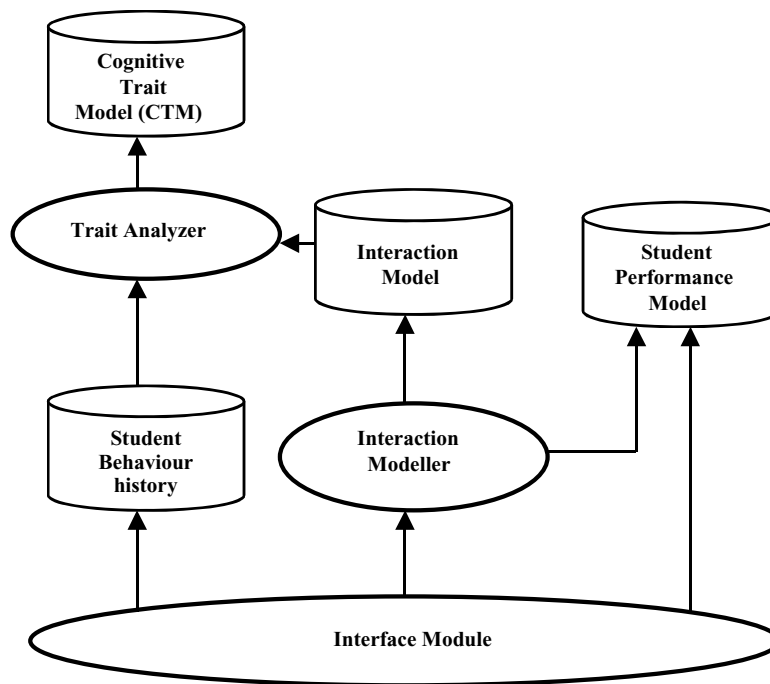 Cognitive
Trait
Model (CTM)
Trait Analyzer
Interaction
Model
Student
Performance
Model
Student
Behaviour
history
Interaction
Modeller
Interface Module